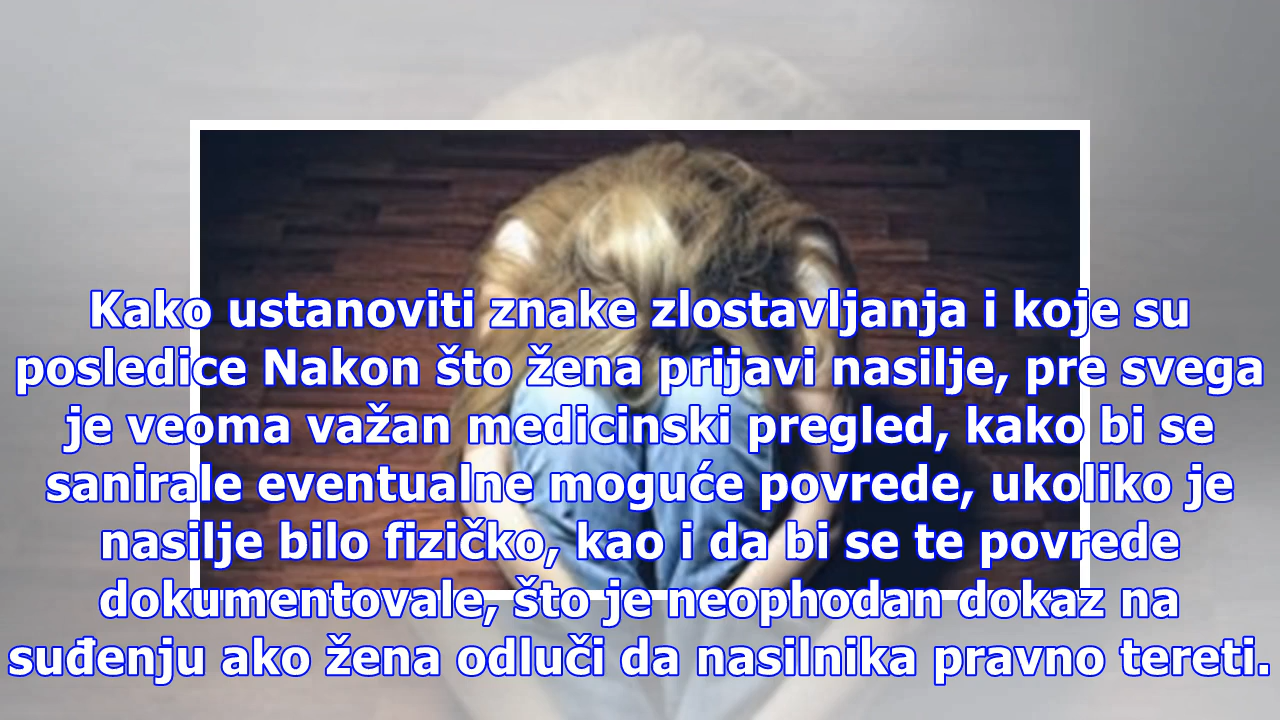 Kako ustanoviti znake zlostavljanja i koje su
posledice Nakon što žena prijavi nasilje, pre svega
je veoma važan medicinski pregled, kako bi se
sanirale eventualne moguće povrede, ukoliko je
nasilje bilo fizičko, kao i da bi se te povrede
dokumentovale, što je neophodan dokaz na
suđenju ako žena odluči da nasilnika pravno tereti.